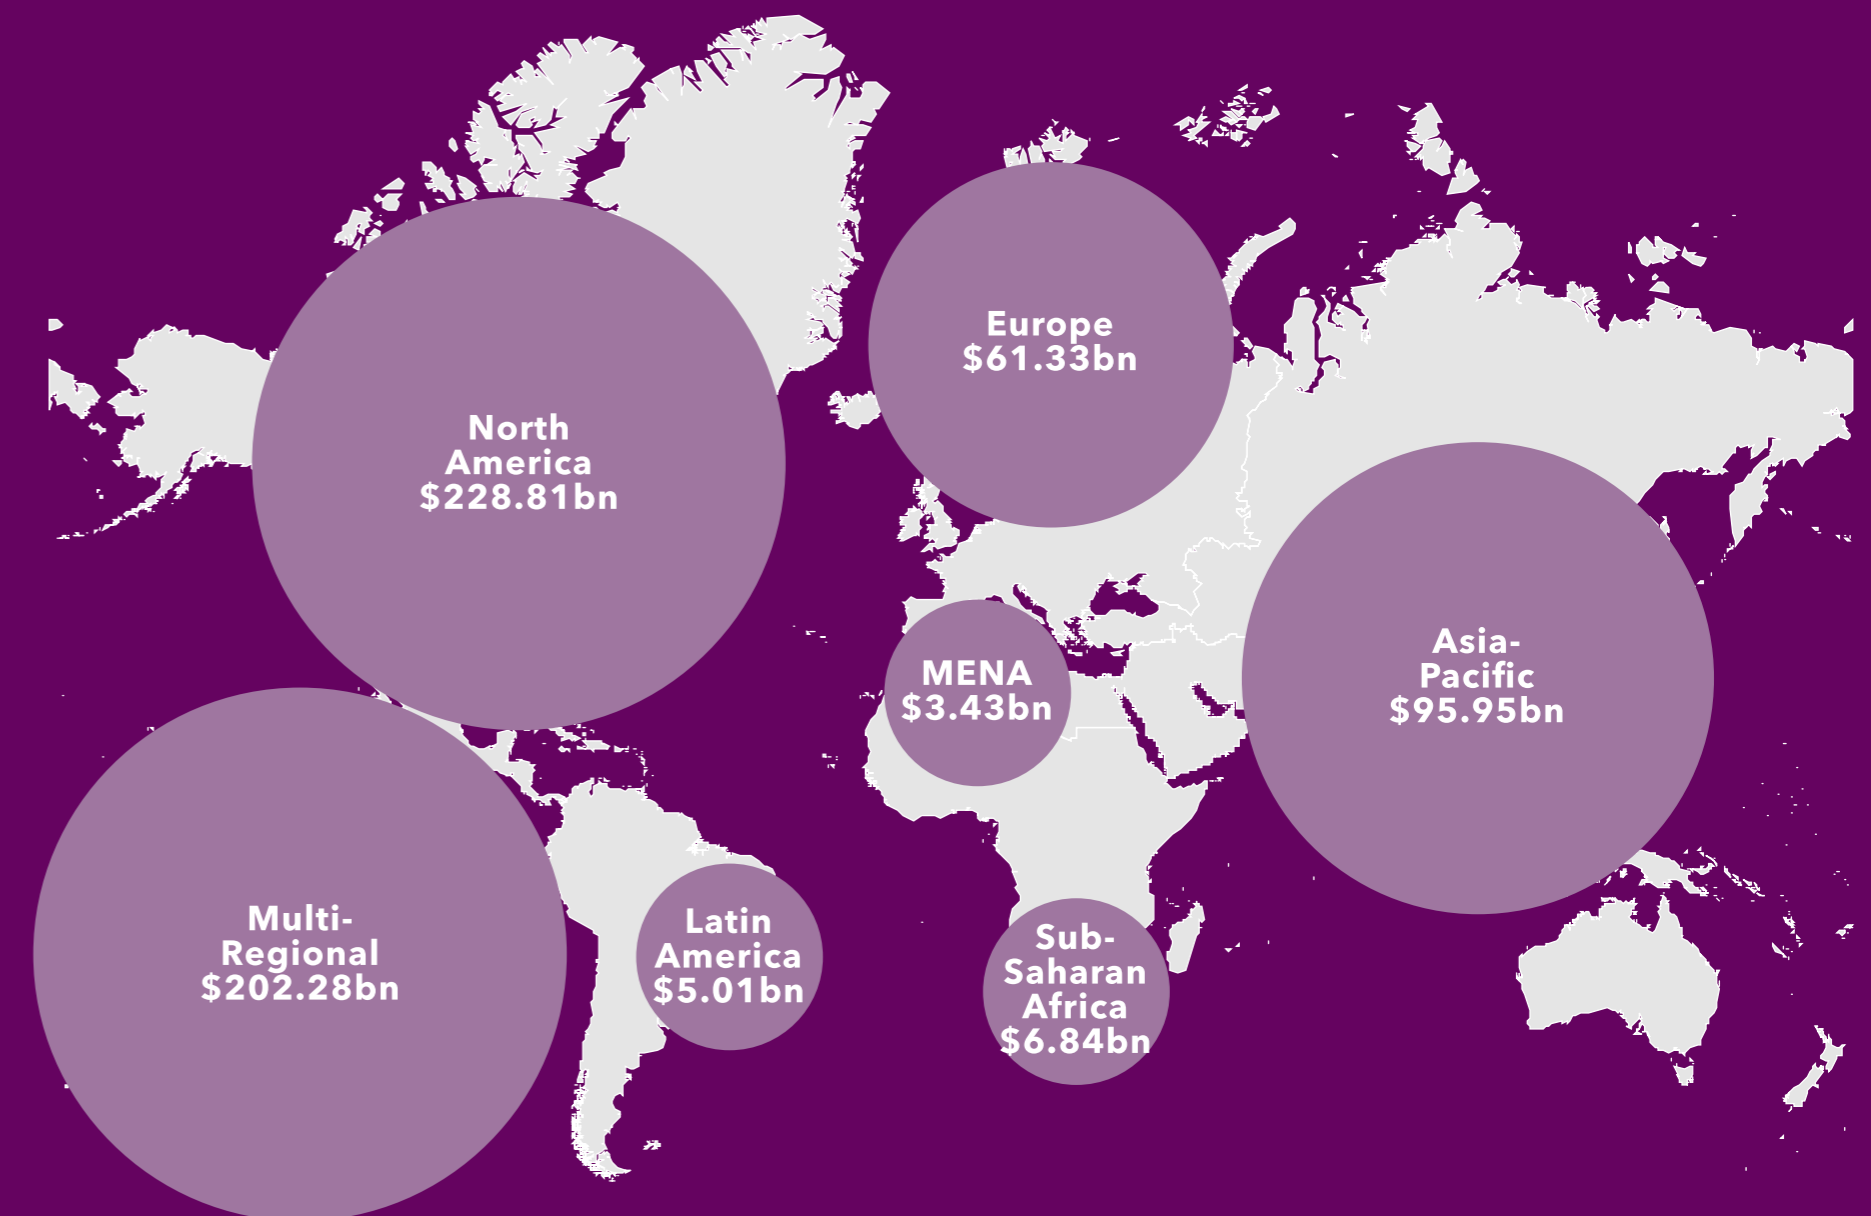 Europe
$61.33bn
North
America
$228.81bn
Asia-
Pacific
$95.95bn
MENA
$3.43bn
Multi-
Regional
$202.28bn
Latin
America
$5.01bn
Sub-
Saharan
Africa
$6.84bn